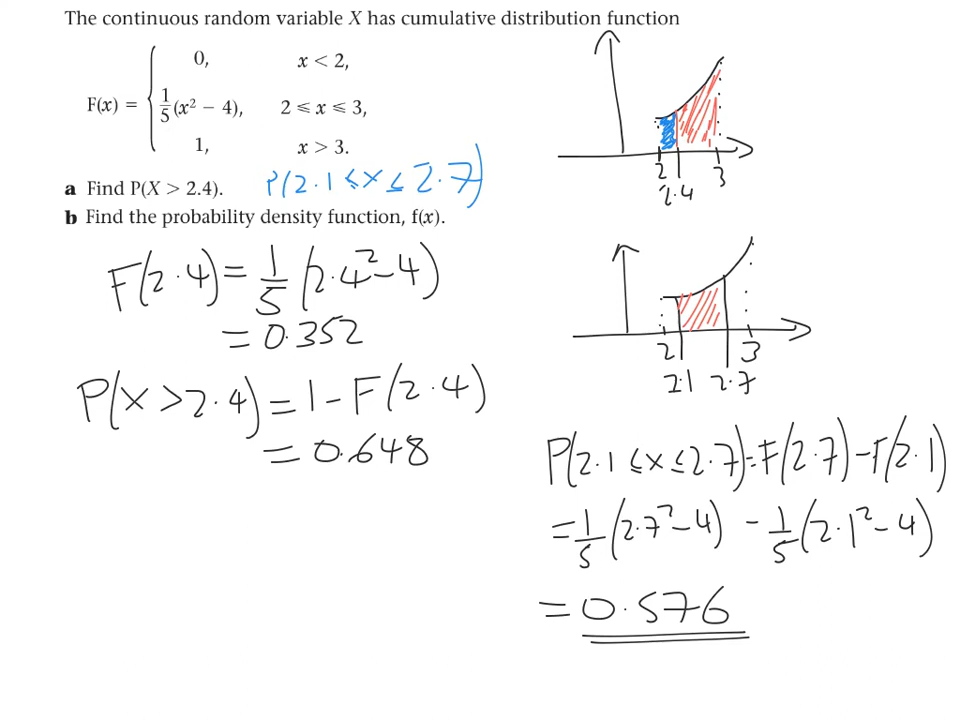 The continuous random variable X has cumulative distribution function
0, x < 2,
F(x) = { 1/5(x² − 4), 2 ⩽ x ⩽ 3,
1, x > 3.
a Find P(X > 2.4). P(2.1 ≤ x ≤ 2.7)
b Find the probability density function, f(x).
F(2.4) = 1/5 (2.4² − 4)
= 0.352
P(X > 2.4) = 1 − F(2.4)
= 0.648
2 3
2.4
2 3
2.1 2.7
P(2.1 ≤ x ≤ 2.7) = F(2.7) − F(2.1)
= 1/5 (2.7² − 4) − 1/5 (2.1² − 4)
= 0.576